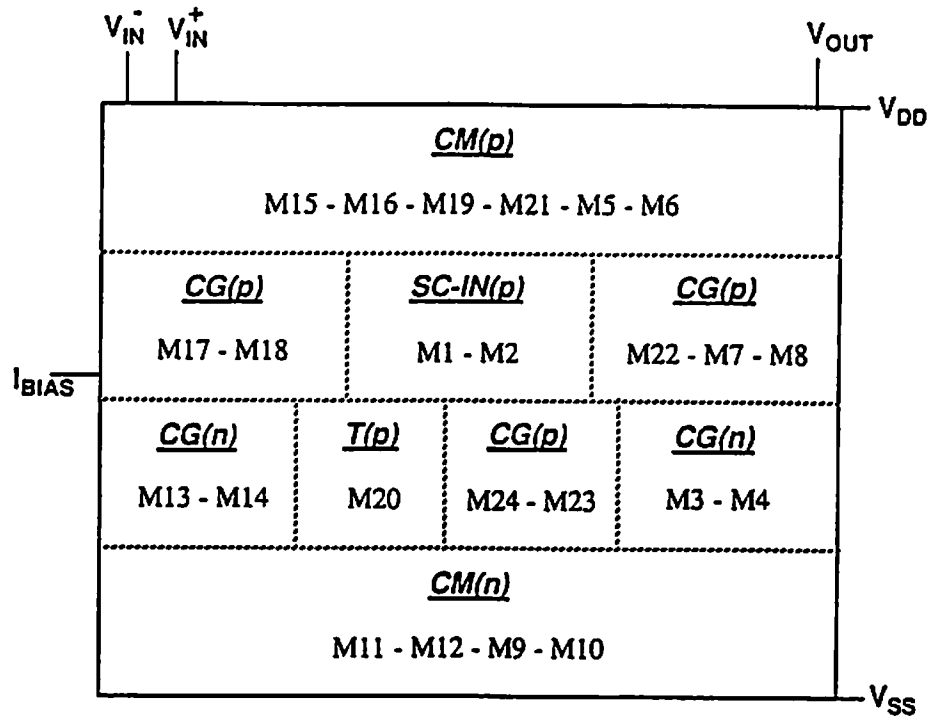 V_IN^- V_IN^+ V_OUT
V_DD
CM(p)
M15 - M16 - M19 - M21 - M5 - M6
CG(p) SC-IN(p) CG(p)
M17 - M18 M1 - M2 M22 - M7 - M8
I_BIAS
CG(n) T(p) CG(p) CG(n)
M13 - M14 M20 M24 - M23 M3 - M4
CM(n)
M11 - M12 - M9 - M10
V_SS